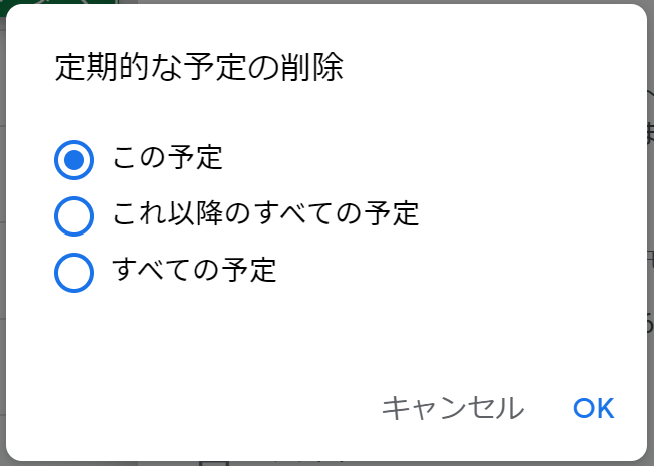 定期的な予定の削除
この予定
これ以降のすべての予定
すべての予定
キャンセル OK